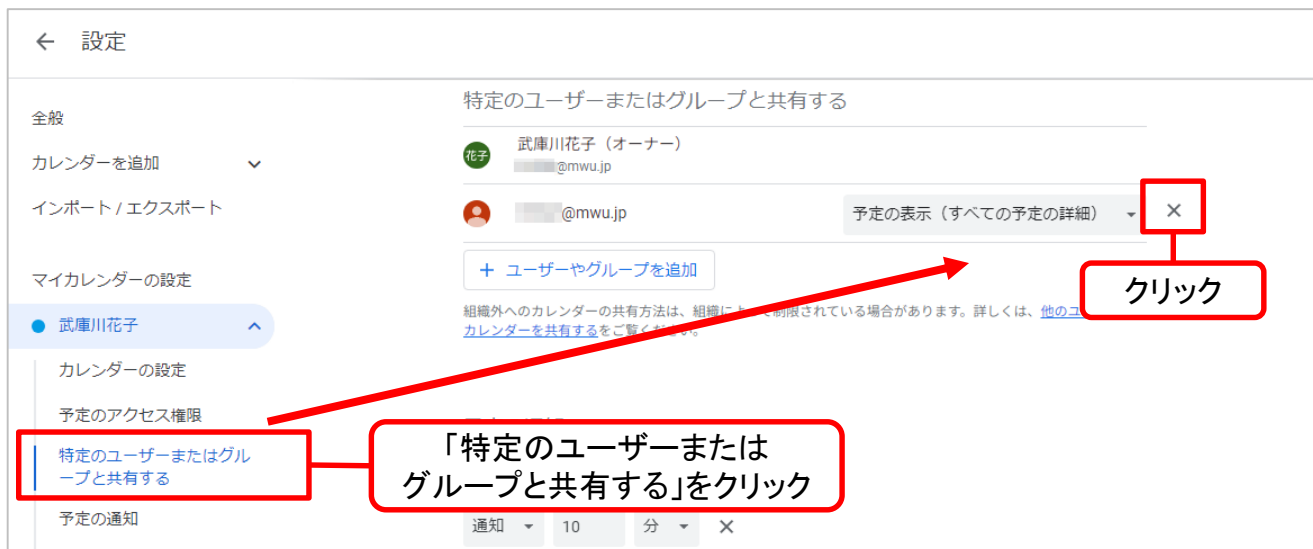 設定
全般
カレンダーを追加
インポート / エクスポート
マイカレンダーの設定
武庫川花子
カレンダーの設定
予定のアクセス権限
特定のユーザーまたはグル
ープと共有する
予定の通知
特定のユーザーまたはグループと共有する
花子
武庫川花子（オーナー）
@mwu.jp
@mwu.jp
予定の表示（すべての予定の詳細）
クリック
+ ユーザーやグループを追加
組織外へのカレンダーの共有方法は、組織によって制限されている場合があります。詳しくは、他のユ
カレンダーを共有するをご覧ください。
「特定のユーザーまたは
グループと共有する」をクリック
通知 10 分